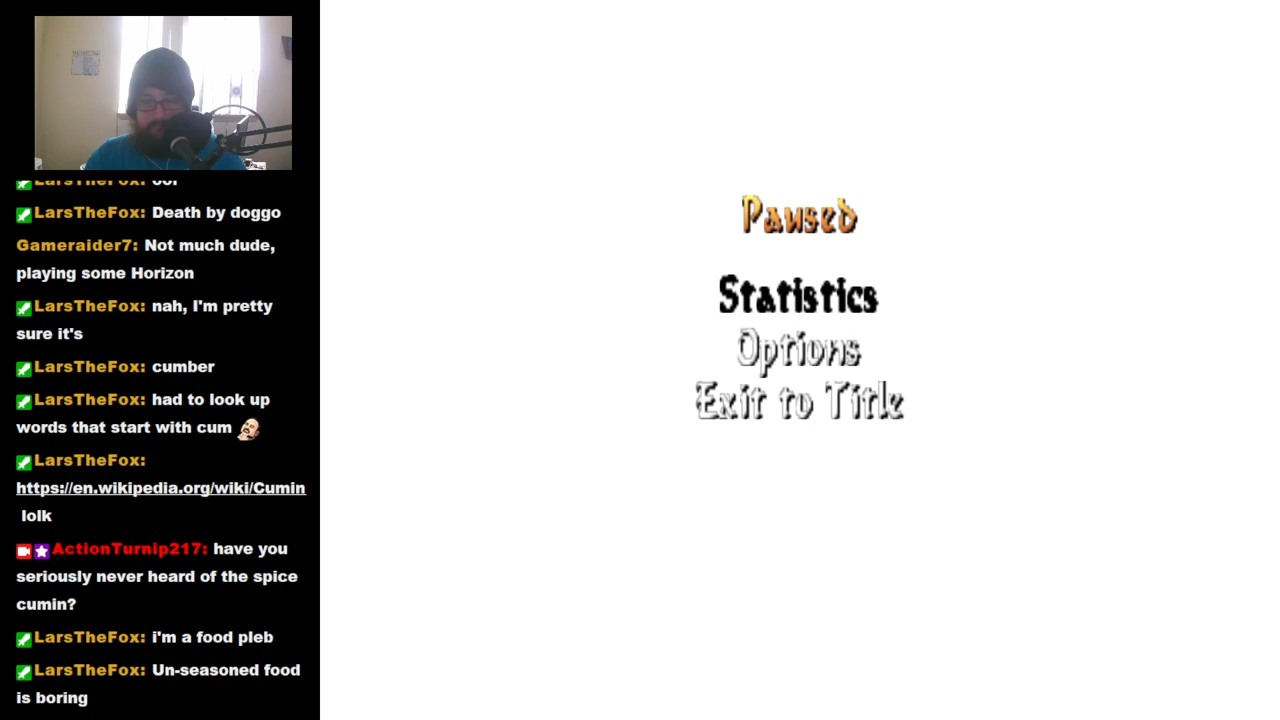 LarsTheFox: oof
LarsTheFox: Death by doggo
Gameraider7: Not much dude,
playing some Horizon
LarsTheFox: nah, I'm pretty
sure it's
LarsTheFox: cumber
LarsTheFox: had to look up
words that start with cum
LarsTheFox:
https://en.wikipedia.org/wiki/Cumin
lolk
ActionTurnip217: have you
seriously never heard of the spice
cumin?
LarsTheFox: i'm a food pleb
LarsTheFox: Un-seasoned food
is boring
Paused
Statistics
Options
Exit to Title